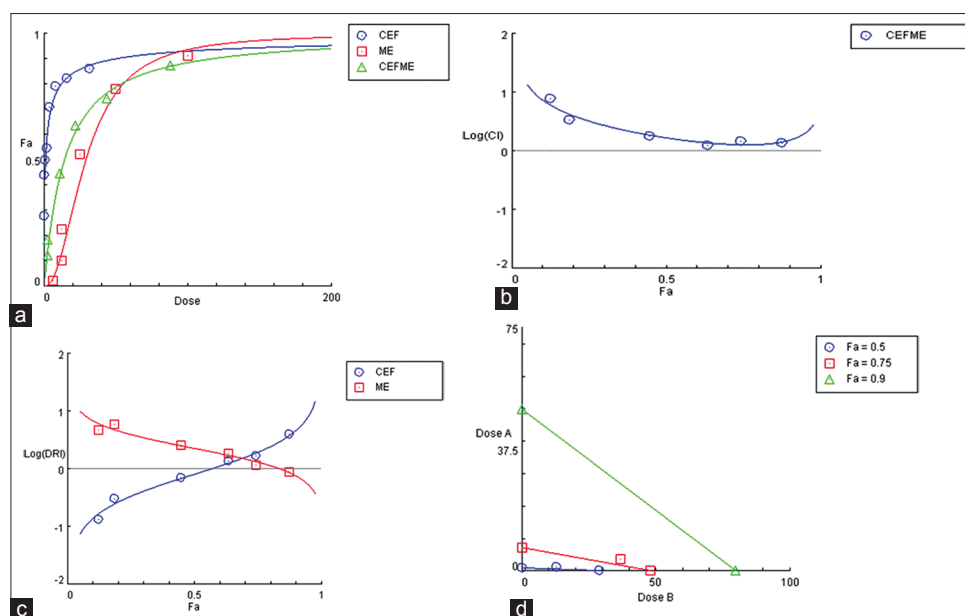 1
Fa
0.5
0
0
Dose
200
CEF
ME
CEFME
a
2
1
Log(CI)
0
-1
-2
0
0.5
Fa
1
CEFME
b
2
1
Log(DRI)
0
-1
-2
0
0.5
Fa
1
CEF
ME
c
75
Dose A
37.5
0
0
50
Dose B
100
Fa = 0.5
Fa = 0.75
Fa = 0.9
d